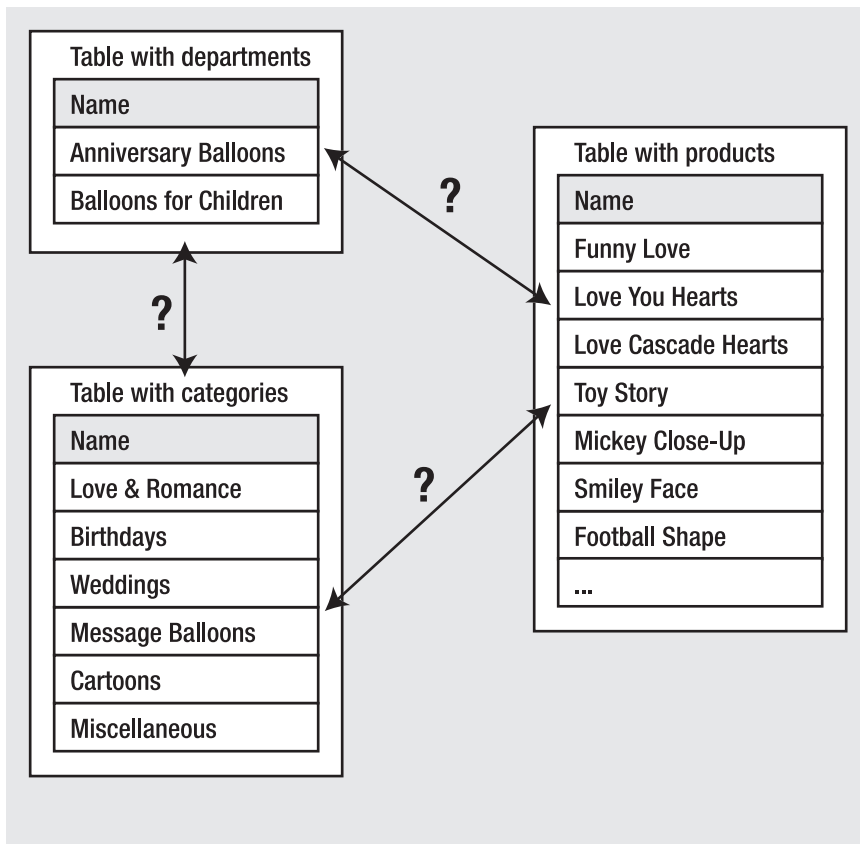 Table with departments
Name
Anniversary Balloons
Balloons for Children
?
?
Table with categories
Name
Love & Romance
Birthdays
Weddings
Message Balloons
Cartoons
Miscellaneous
?
Table with products
Name
Funny Love
Love You Hearts
Love Cascade Hearts
Toy Story
Mickey Close-Up
Smiley Face
Football Shape
...